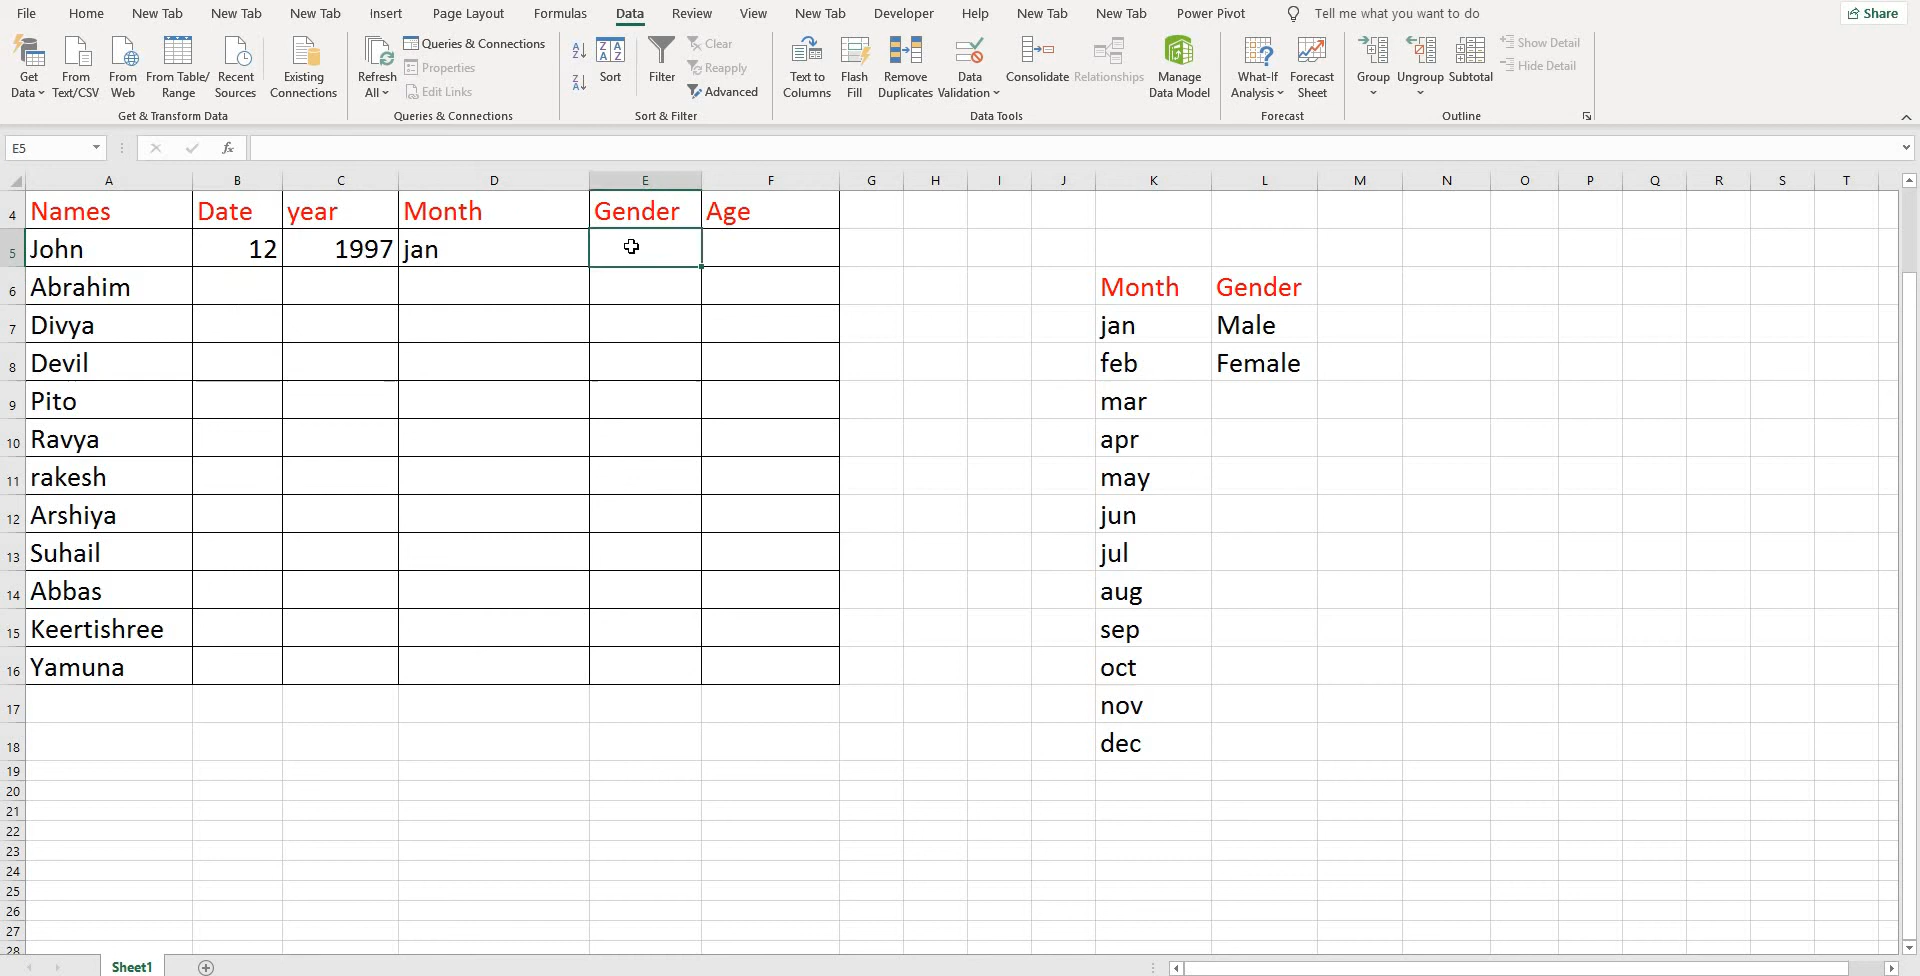 File Home New Tab New Tab New Tab Insert Page Layout Formulas Data Review View New Tab Developer Help New Tab New Tab Power Pivot Tell me what you want to do Share
Get Data
From Text/CSV
From Web
From Table/ Range
Recent Sources
Existing Connections
Get & Transform Data
Refresh All
Queries & Connections
Properties
Edit Links
Queries & Connections
Sort
Filter
Clear
Reapply
Advanced
Sort & Filter
Text to Columns
Flash Fill
Remove Duplicates
Data Validation
Consolidate
Relationships
Manage Data Model
Data Tools
What-If Analysis
Forecast Sheet
Forecast
Group
Ungroup
Subtotal
Show Detail
Hide Detail
Outline
E5 fx
A B C D E F G H I J K L M N O P Q R S T
4 Names Date year Month Gender Age
5 John 12 1997 jan
6 Abrahim Month Gender
7 Divya jan Male
8 Devil feb Female
9 Pito mar
10 Ravya apr
11 rakesh may
12 Arshiya jun
13 Suhail jul
14 Abbas aug
15 Keertishree sep
16 Yamuna oct
17 nov
18 dec
19
20
21
22
23
24
25
26
27
28
Sheet1